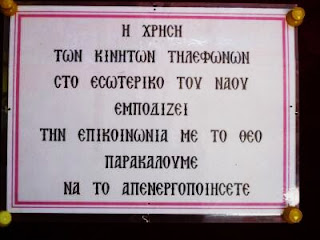 Η ΧΡΗΣΗ
ΤΩΝ ΚΙΝΗΤΩΝ ΤΗΛΕΦΩΝΩΝ
ΣΤΟ ΕΣΩΤΕΡΙΚΟ ΤΟΥ ΝΑΟΥ
ΕΜΠΟΔΙΖΕΙ
ΤΗΝ ΕΠΙΚΟΙΝΩΝΙΑ ΜΕ ΤΟ ΘΕΟ
ΠΑΡΑΚΑΛΟΥΜΕ
ΝΑ ΤΟ ΑΠΕΝΕΡΓΟΠΟΙΗΣΕΤΕ